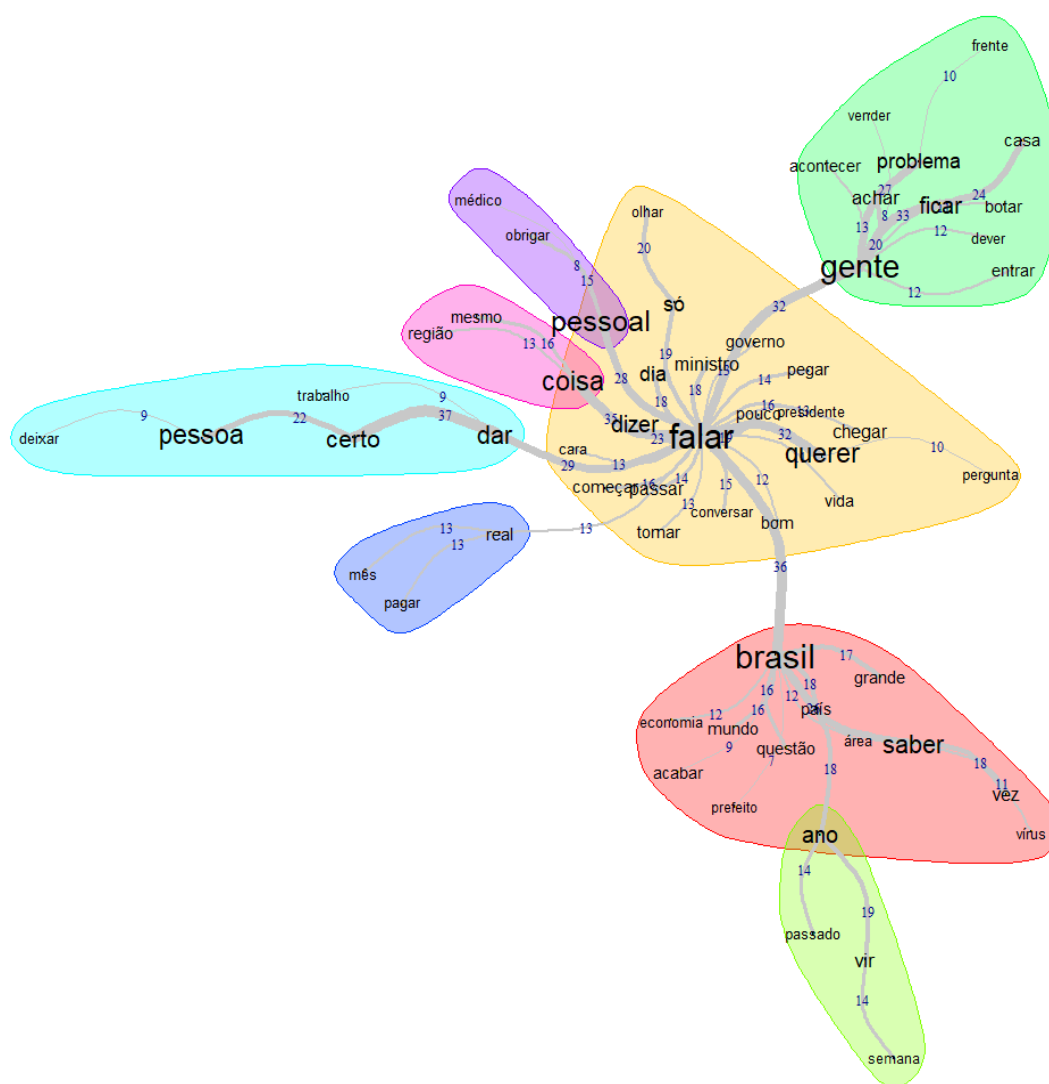 frente
10
verrder
casa
acontecer
problema
27
24
achar
ficar
botar
13
8
33
20
12
dever
gente
entrar
12
médico
obrigar
8
15
olhar
20
32
pessoal
só
mesmo
região
13
16
governo
19
ministro
dia
18
18
14
pegar
28
coisa
trabalho
9
16
13
pouco
presidente
35
dizer
23
falar
19
32
chegar
querer
10
pergunta
9
22
37
deixar
pessoa
certo
dar
cara
13
29
começar
16
passar
14
15
12
vida
13
conversar
tomar
bom
13
real
13
13
mês
pagar
36
brasil
17
grande
16
18
12
país
economia
12
16
mundo
questão
área
saber
9
acabar
7
18
18
11
vez
prefeito
vírus
ano
14
19
passado
vir
14
semana